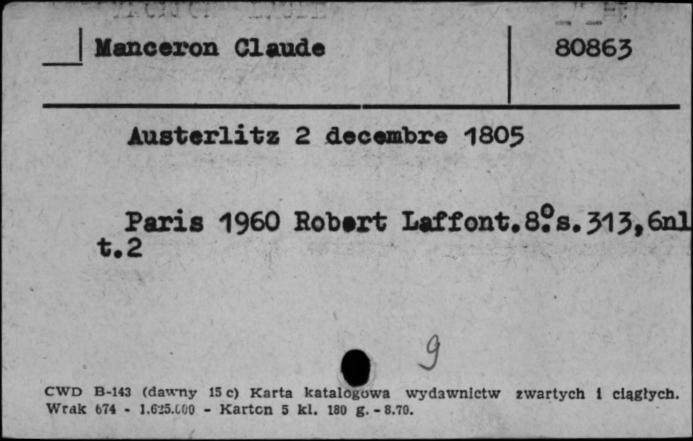 Manceron Claude 80863
Austerlitz 2 decembre 1805
Paris 1960 Robert Laffont.8°.s.313,6nl
t.2
9
CWD B-143 (dawny 15 c) Karta katalogowa wydawnictw zwartych i ciągłych.
Wrak 674 - 1.625.000 - Karton 5 kl. 180 g. - 8.70.